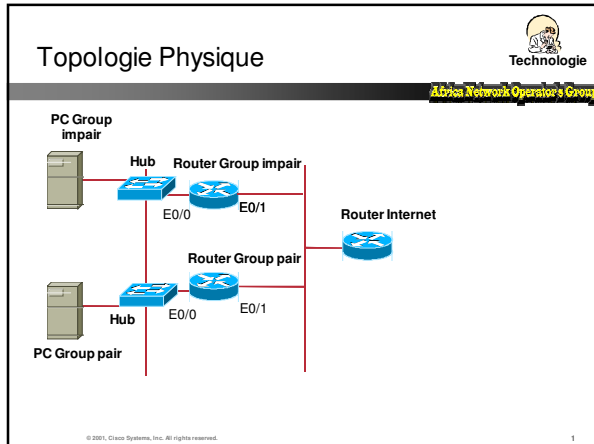 Topologie Physique
Technologie
Africa Network Operator's Group
PC Group
impair
Hub
Router Group impair
E0/0
E0/1
Router Internet
Router Group pair
E0/0
E0/1
Hub
PC Group pair
© 2001, Cisco Systems, Inc. All rights reserved.
1